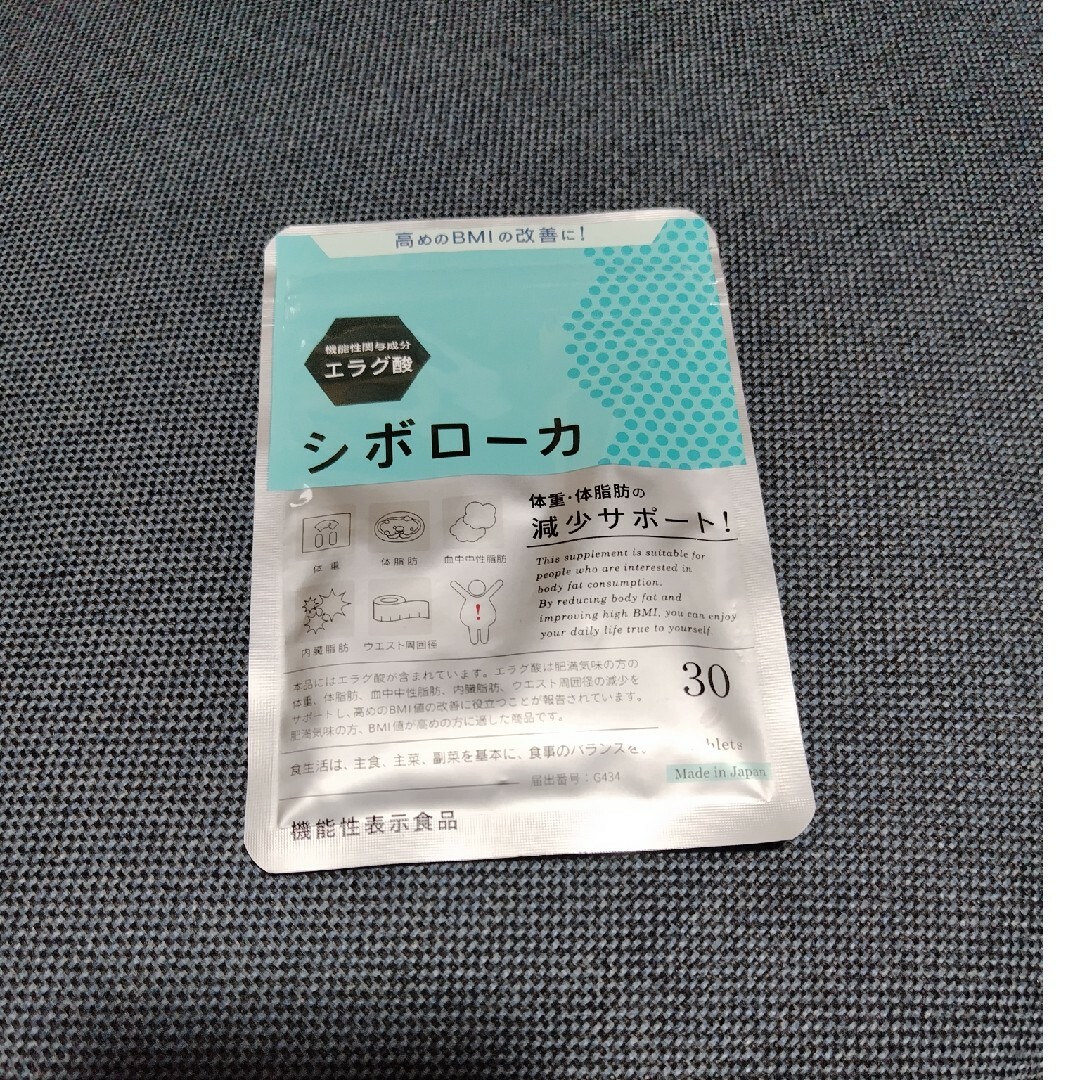 高めのBMIの改善に!
機能性関与成分
エラグ酸
シボローカ
体重・体脂肪の
減少サポート!
体重
体脂肪
血中中性脂肪
This supplement is suitable for
people who are interested in
body fat consumption.
By reducing body fat and
improving high BMI, you can enjoy
your daily life true to yourself
!
内臓脂肪
ウエスト周囲径
本品にはエラグ酸が含まれています。エラグ酸は肥満気味の方の
体重、体脂肪、血中中性脂肪、内臓脂肪、ウエスト周囲径の減少を
サポートし、高めのBMI値の改善に役立つことが報告されています。
肥満気味の方、BMI値が高めの方に適した商品です。
30
食生活は、主食、主菜、副菜を基本に、食事のバランスを。
届出番号:G434
Made in Japan
機能性表示食品